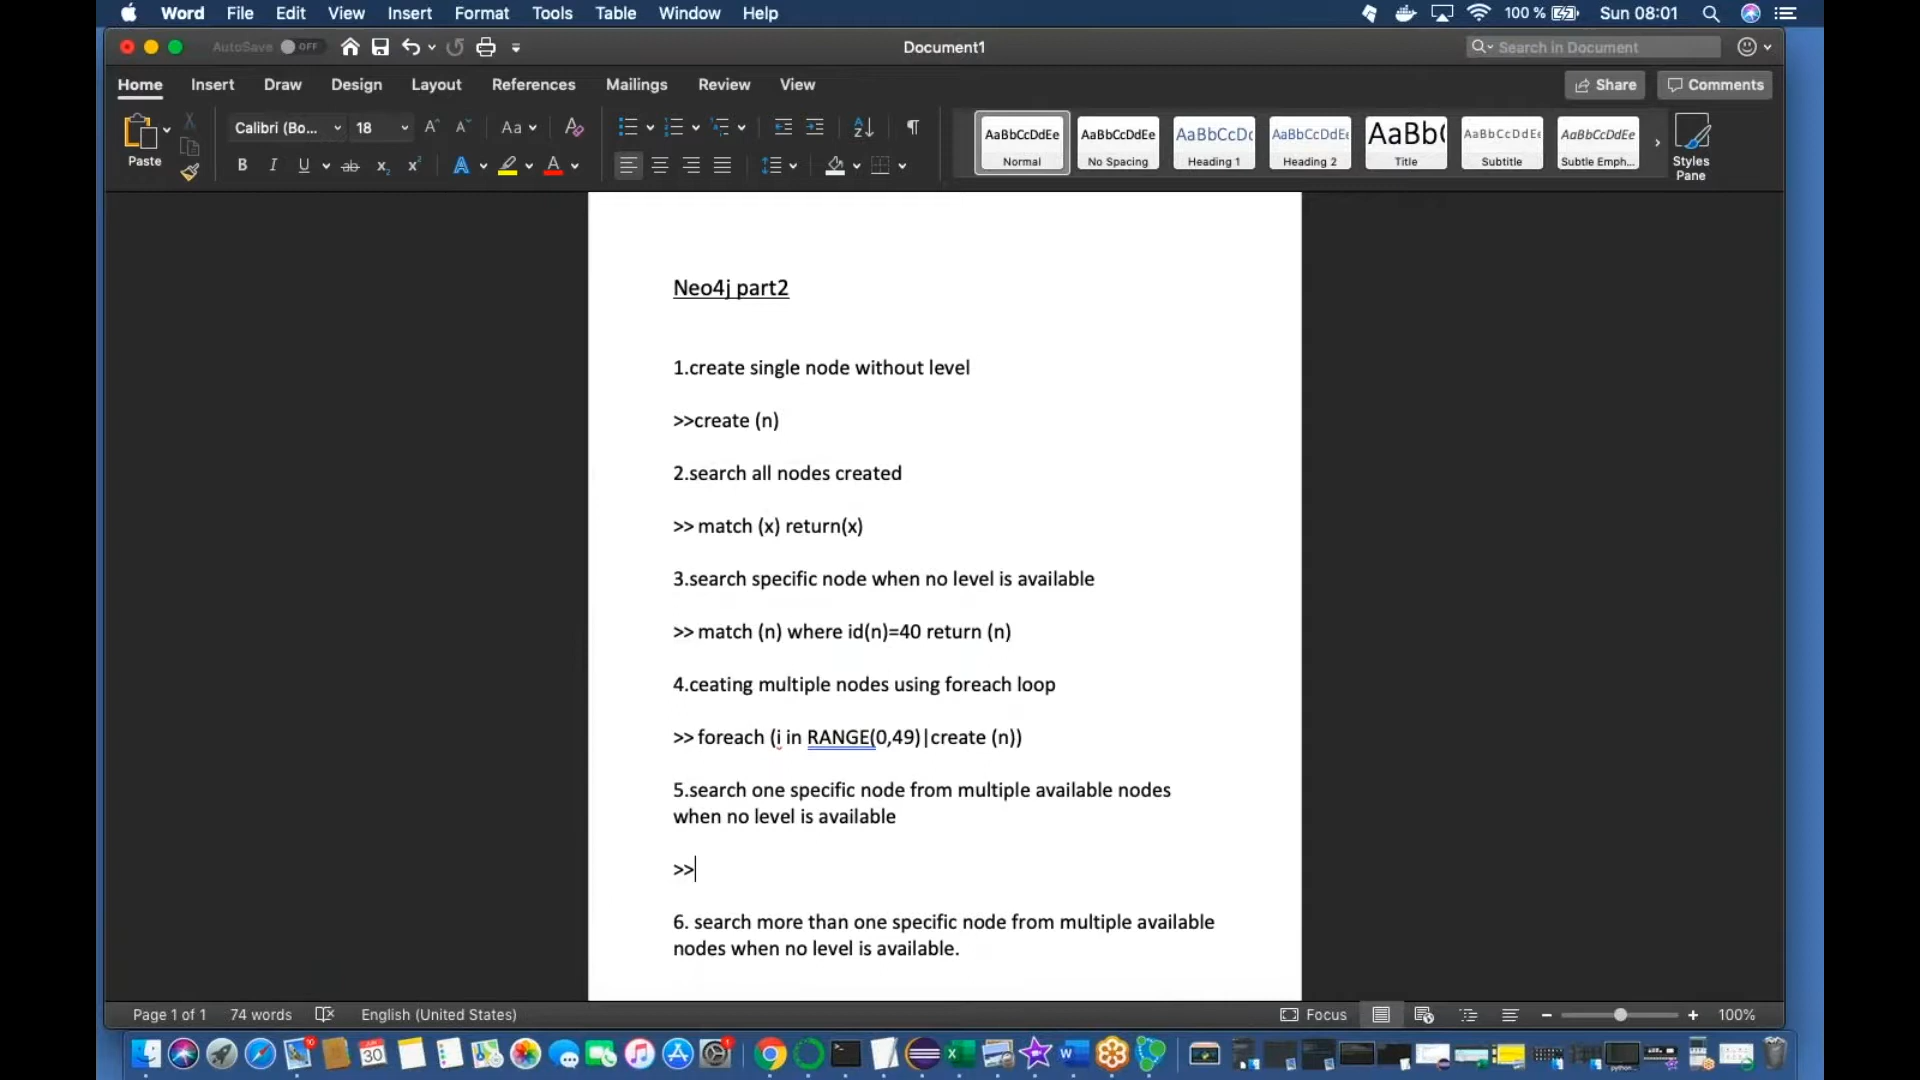 Word File Edit View Insert Format Tools Table Window Help 100 % Sun 08:01
AutoSave OFF Document1 Search in Document
Home Insert Draw Design Layout References Mailings Review View Share Comments
Paste Calibri (Bo... 18 Aa
AaBbCcDdEe AaBbCcDdEe AaBbCcDc AaBbCcDdEe AaBb( AaBbCcDdEe AaBbCcDdEe
Normal No Spacing Heading 1 Heading 2 Title Subtitle Subtle Emph... Styles Pane
Neo4j part2
1.create single node without level
>>create (n)
2.search all nodes created
>> match (x) return(x)
3.search specific node when no level is available
>> match (n) where id(n)=40 return (n)
4.ceating multiple nodes using foreach loop
>> foreach (i in RANGE(0,49)|create (n))
5.search one specific node from multiple available nodes
when no level is available
>>
6. search more than one specific node from multiple available
nodes when no level is available.
Page 1 of 1 74 words English (United States) Focus 100%